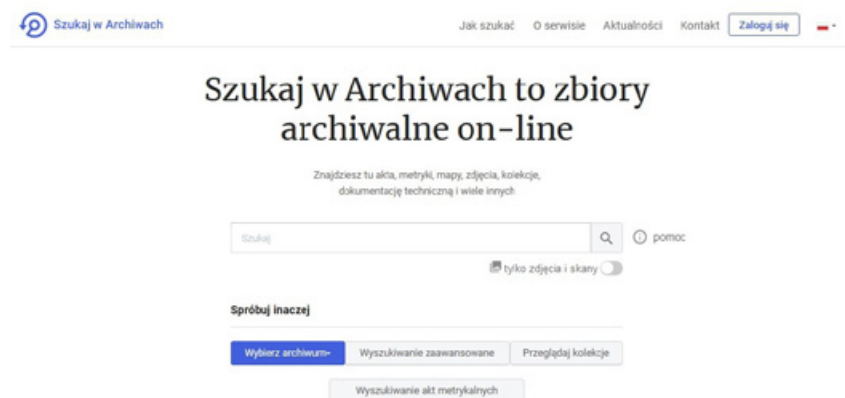 Szukaj w Archiwach
Jak szukać O serwisie Aktualności Kontakt Zaloguj się
Szukaj w Archiwach to zbiory
archiwalne on-line
Znajdziesz tu akta, metryki, mapy, zdjęcia, kolekcje,
dokumentację techniczną i wiele innych
Szukaj
pomoc
tylko zdjęcia i skany
Spróbuj inaczej
Wybierz archiwum Wyszukiwanie zaawansowane Przeglądaj kolekcje
Wyszukiwanie akt metrykalnych